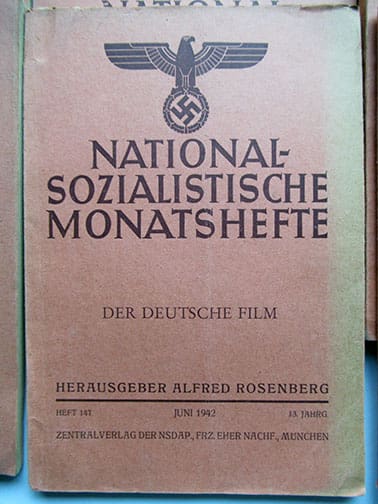 NATIONAL-
SOZIALISTISCHE
MONATSHEFTE
DER DEUTSCHE FILM
HERAUSGEBER ALFRED ROSENBERG
HEFT 147 JUNI 1942 13. JAHRG.
ZENTRALVERLAG DER NSDAP., FRZ. EHER NACHF., MÜNCHEN